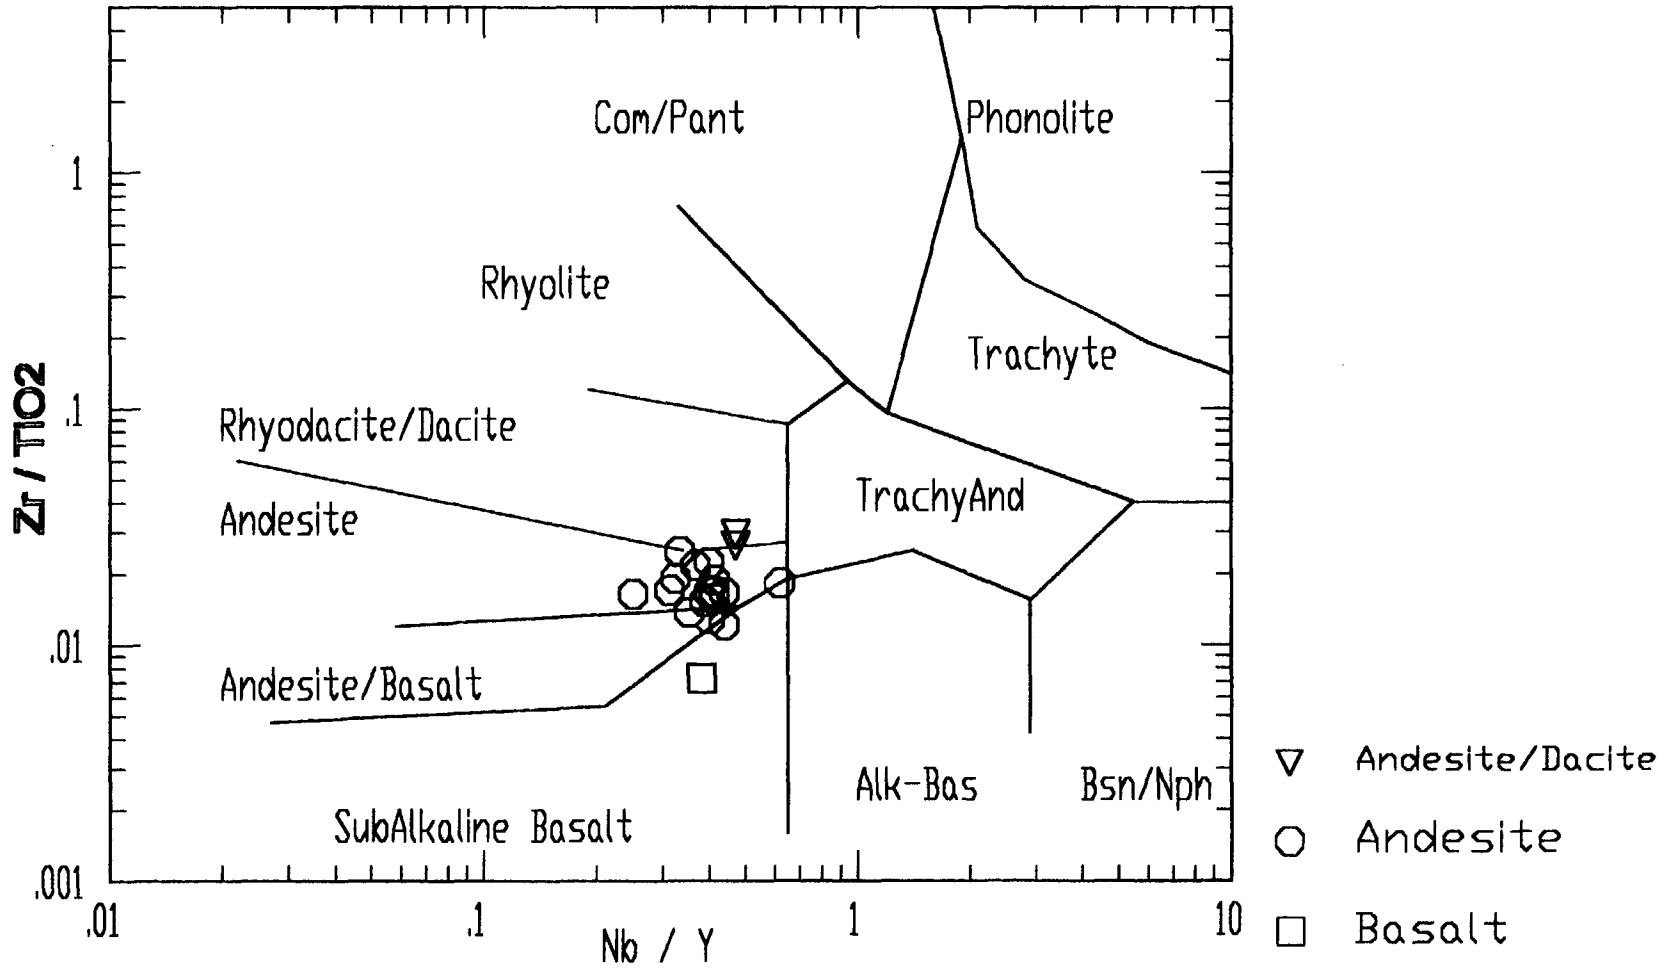 Com/Pant
Phonolite
1
Rhyolite
Trachyte
Zr / TIO2
.1
Rhyodacite/Dacite
TrachyAnd
Andesite
.01
Andesite/Basalt
Andesite/Dacite
Alk-Bas
Bsn/Nph
SubAlkaline Basalt
Andesite
.001
.01
.1
1
10
Nb / Y
Basalt